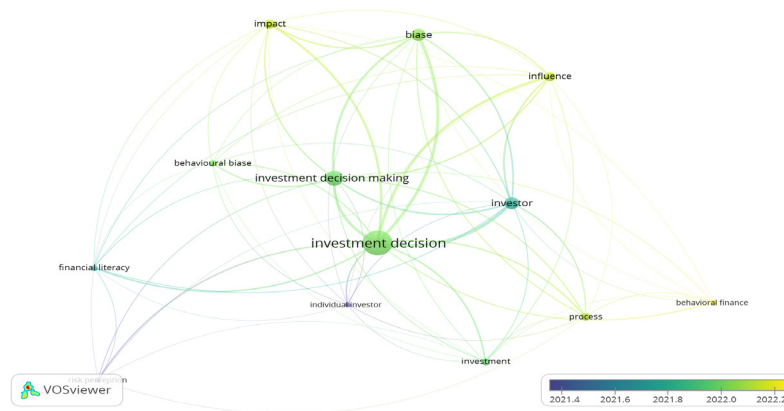 impact
biase
influence
behavioural biase
investment decision making
investor
investment decision
financial literacy
individual investor
behavioral finance
process
investment
risk perception
VOSviewer
2021.4 2021.6 2021.8 2022.0 2022.2